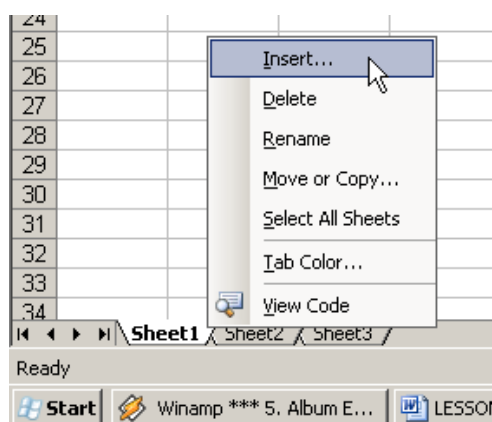 24
25
26
27
28
29
30
31
32
33
34
Insert...
Delete
Rename
Move or Copy...
Select All Sheets
Tab Color...
View Code
Sheet1 Sheet2 Sheet3
Ready
Start Winamp *** 5. Album E... LESSON